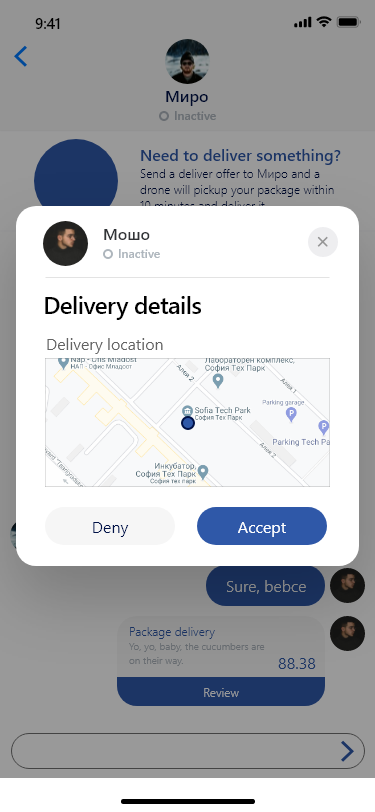 9:41
Миро
Inactive
Need to deliver something?
Send a deliver offer to Миро and a
drone will pickup your package within
10 minutes and deliver it
Мошо
Inactive
Delivery details
Delivery location
НАП - Офис Младост
Лабораторен комплекс,
София Тех Парк
Алея 2
Алея 1
Parking garage
Sofia Tech Park
София Тех Парк
Parking Tech Pa
Инкубатор,
София Тех Парк
София тех парк
Алея 2
Deny
Accept
Sure, bebce
Package delivery
Yo, yo, baby, the cucumbers are
on their way.
88.38
Review